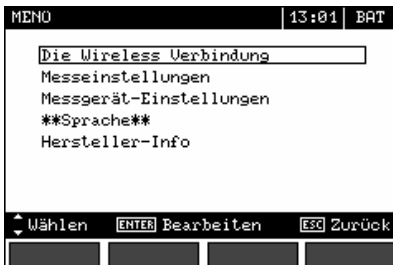 MENÜ 13:01 BAT
Die Wireless Verbindung
Messeinstellungen
Messgerät-Einstellungen
**Sprache**
Hersteller-Info
Wählen ENTER Bearbeiten ESC Zurück